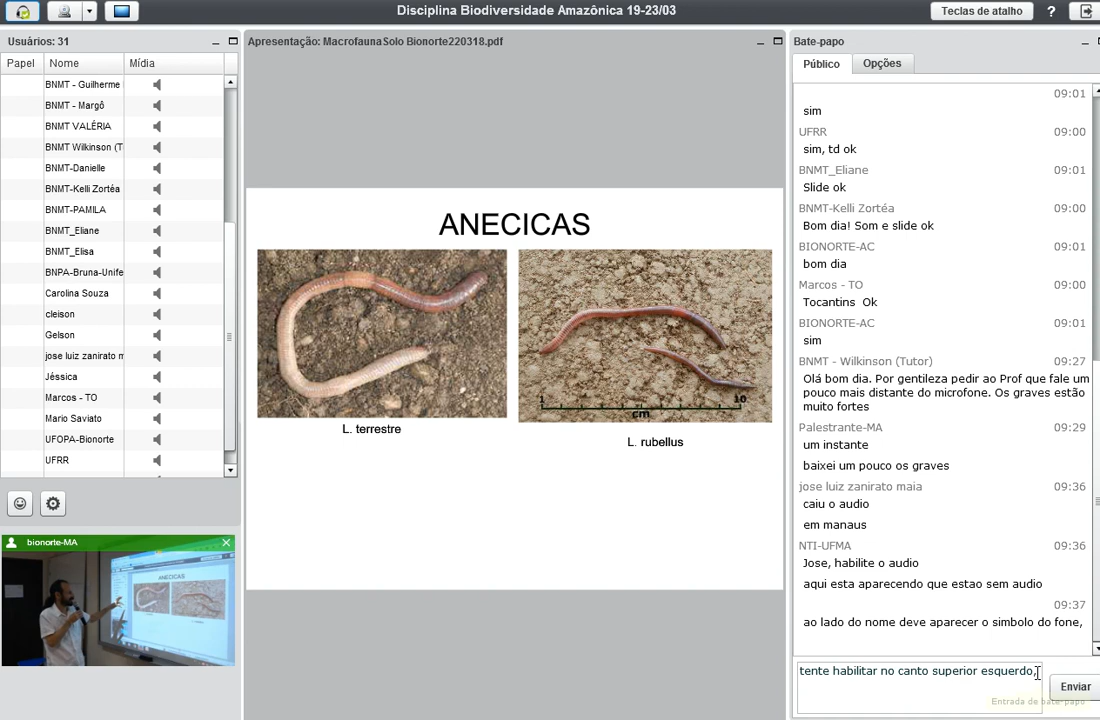 Disciplina Biodiversidade Amazônica 19-23/03
Teclas de atalho
?
Usuários: 31
Papel Nome Mídia
BNMT - Guilherme
BNMT - Margô
BNMT VALÉRIA
BNMT Wilkinson (T
BNMT-Danielle
BNMT-Kelli Zortéa
BNMT-PAMILA
BNMT_Eliane
BNMT_Elisa
BNPA-Bruna-Unife
Carolina Souza
cleison
Gelson
jose luiz zanirato m
Jéssica
Marcos - TO
Mario Saviato
UFOPA-Bionorte
UFRR
bionorte-MA
ANECICAS
Apresentação: MacrofaunaSolo Bionorte220318.pdf
ANECICAS
1 10
cm
L. terrestre
L. rubellus
Bate-papo
Público Opções
09:01
sim
UFRR 09:00
sim, td ok
BNMT_Eliane 09:01
Slide ok
BNMT-Kelli Zortéa 09:00
Bom dia! Som e slide ok
BIONORTE-AC 09:01
bom dia
Marcos - TO 09:00
Tocantins Ok
BIONORTE-AC 09:01
sim
BNMT - Wilkinson (Tutor) 09:27
Olá bom dia. Por gentileza pedir ao Prof que fale um
pouco mais distante do microfone. Os graves estão
muito fortes
Palestrante-MA 09:29
um instante
baixei um pouco os graves
jose luiz zanirato maia 09:36
caiu o audio
em manaus
NTI-UFMA 09:36
Jose, habilite o audio
aqui esta aparecendo que estao sem audio
09:37
ao lado do nome deve aparecer o simbolo do fone,
tente habilitar no canto superior esquerdo,
Entrada de bate-papo
Enviar